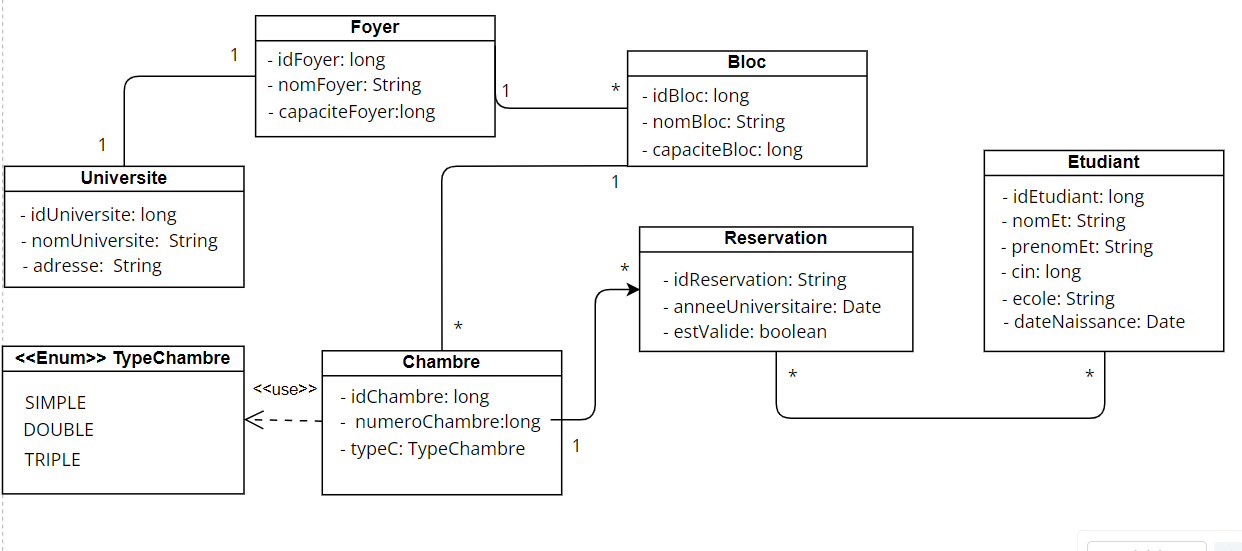 Foyer
- idFoyer: long
- nomFoyer: String
- capaciteFoyer:long
1
1
1
*
Bloc
- idBloc: long
- nomBloc: String
- capaciteBloc: long
1
*
Universite
- idUniversite: long
- nomUniversite:  String
- adresse:  String
Etudiant
- idEtudiant: long
- nomEt: String
- prenomEt: String
- cin: long
- ecole: String
- dateNaissance: Date
Reservation
- idReservation: String
- anneeUniversitaire: Date
- estValide: boolean
*
*
*
<<Enum>> TypeChambre
SIMPLE
DOUBLE
TRIPLE
<<use>>
Chambre
- idChambre: long
-  numeroChambre:long
- typeC: TypeChambre
1